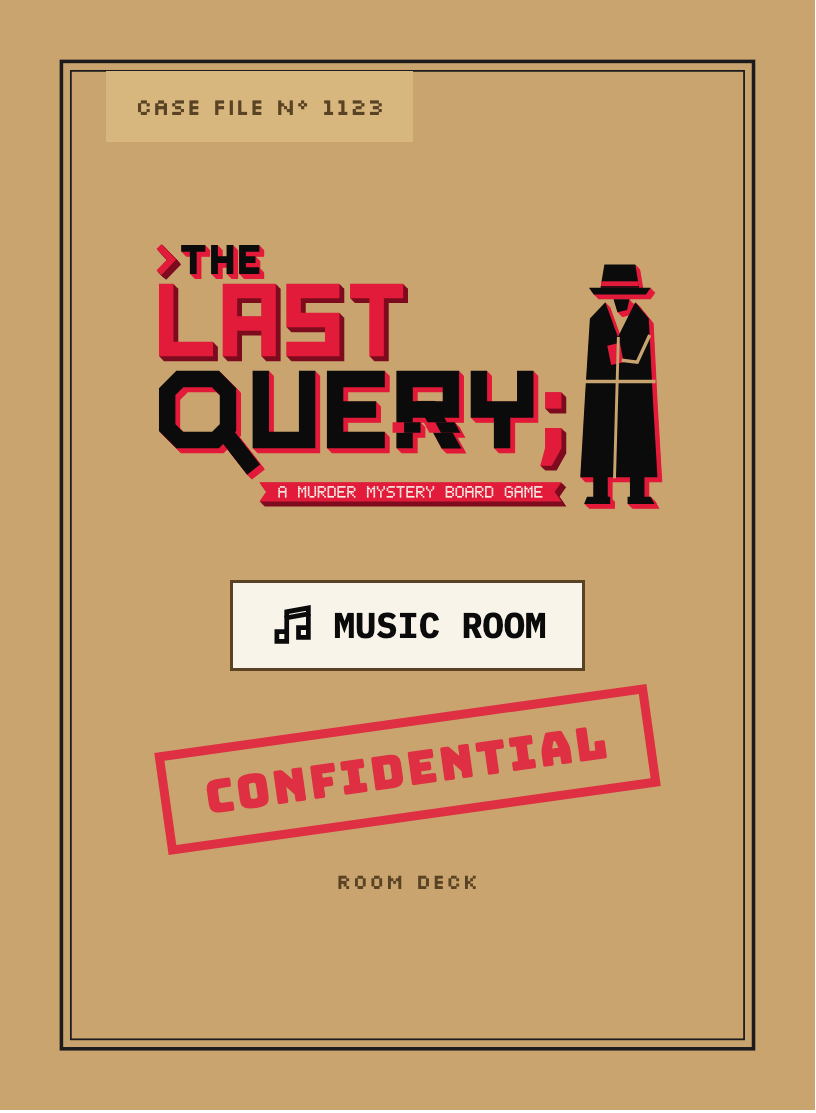 CASE FILE Nº 1123
>THE
LAST
QUERY;
A MURDER MYSTERY BOARD GAME
MUSIC ROOM
CONFIDENTIAL
ROOM DECK